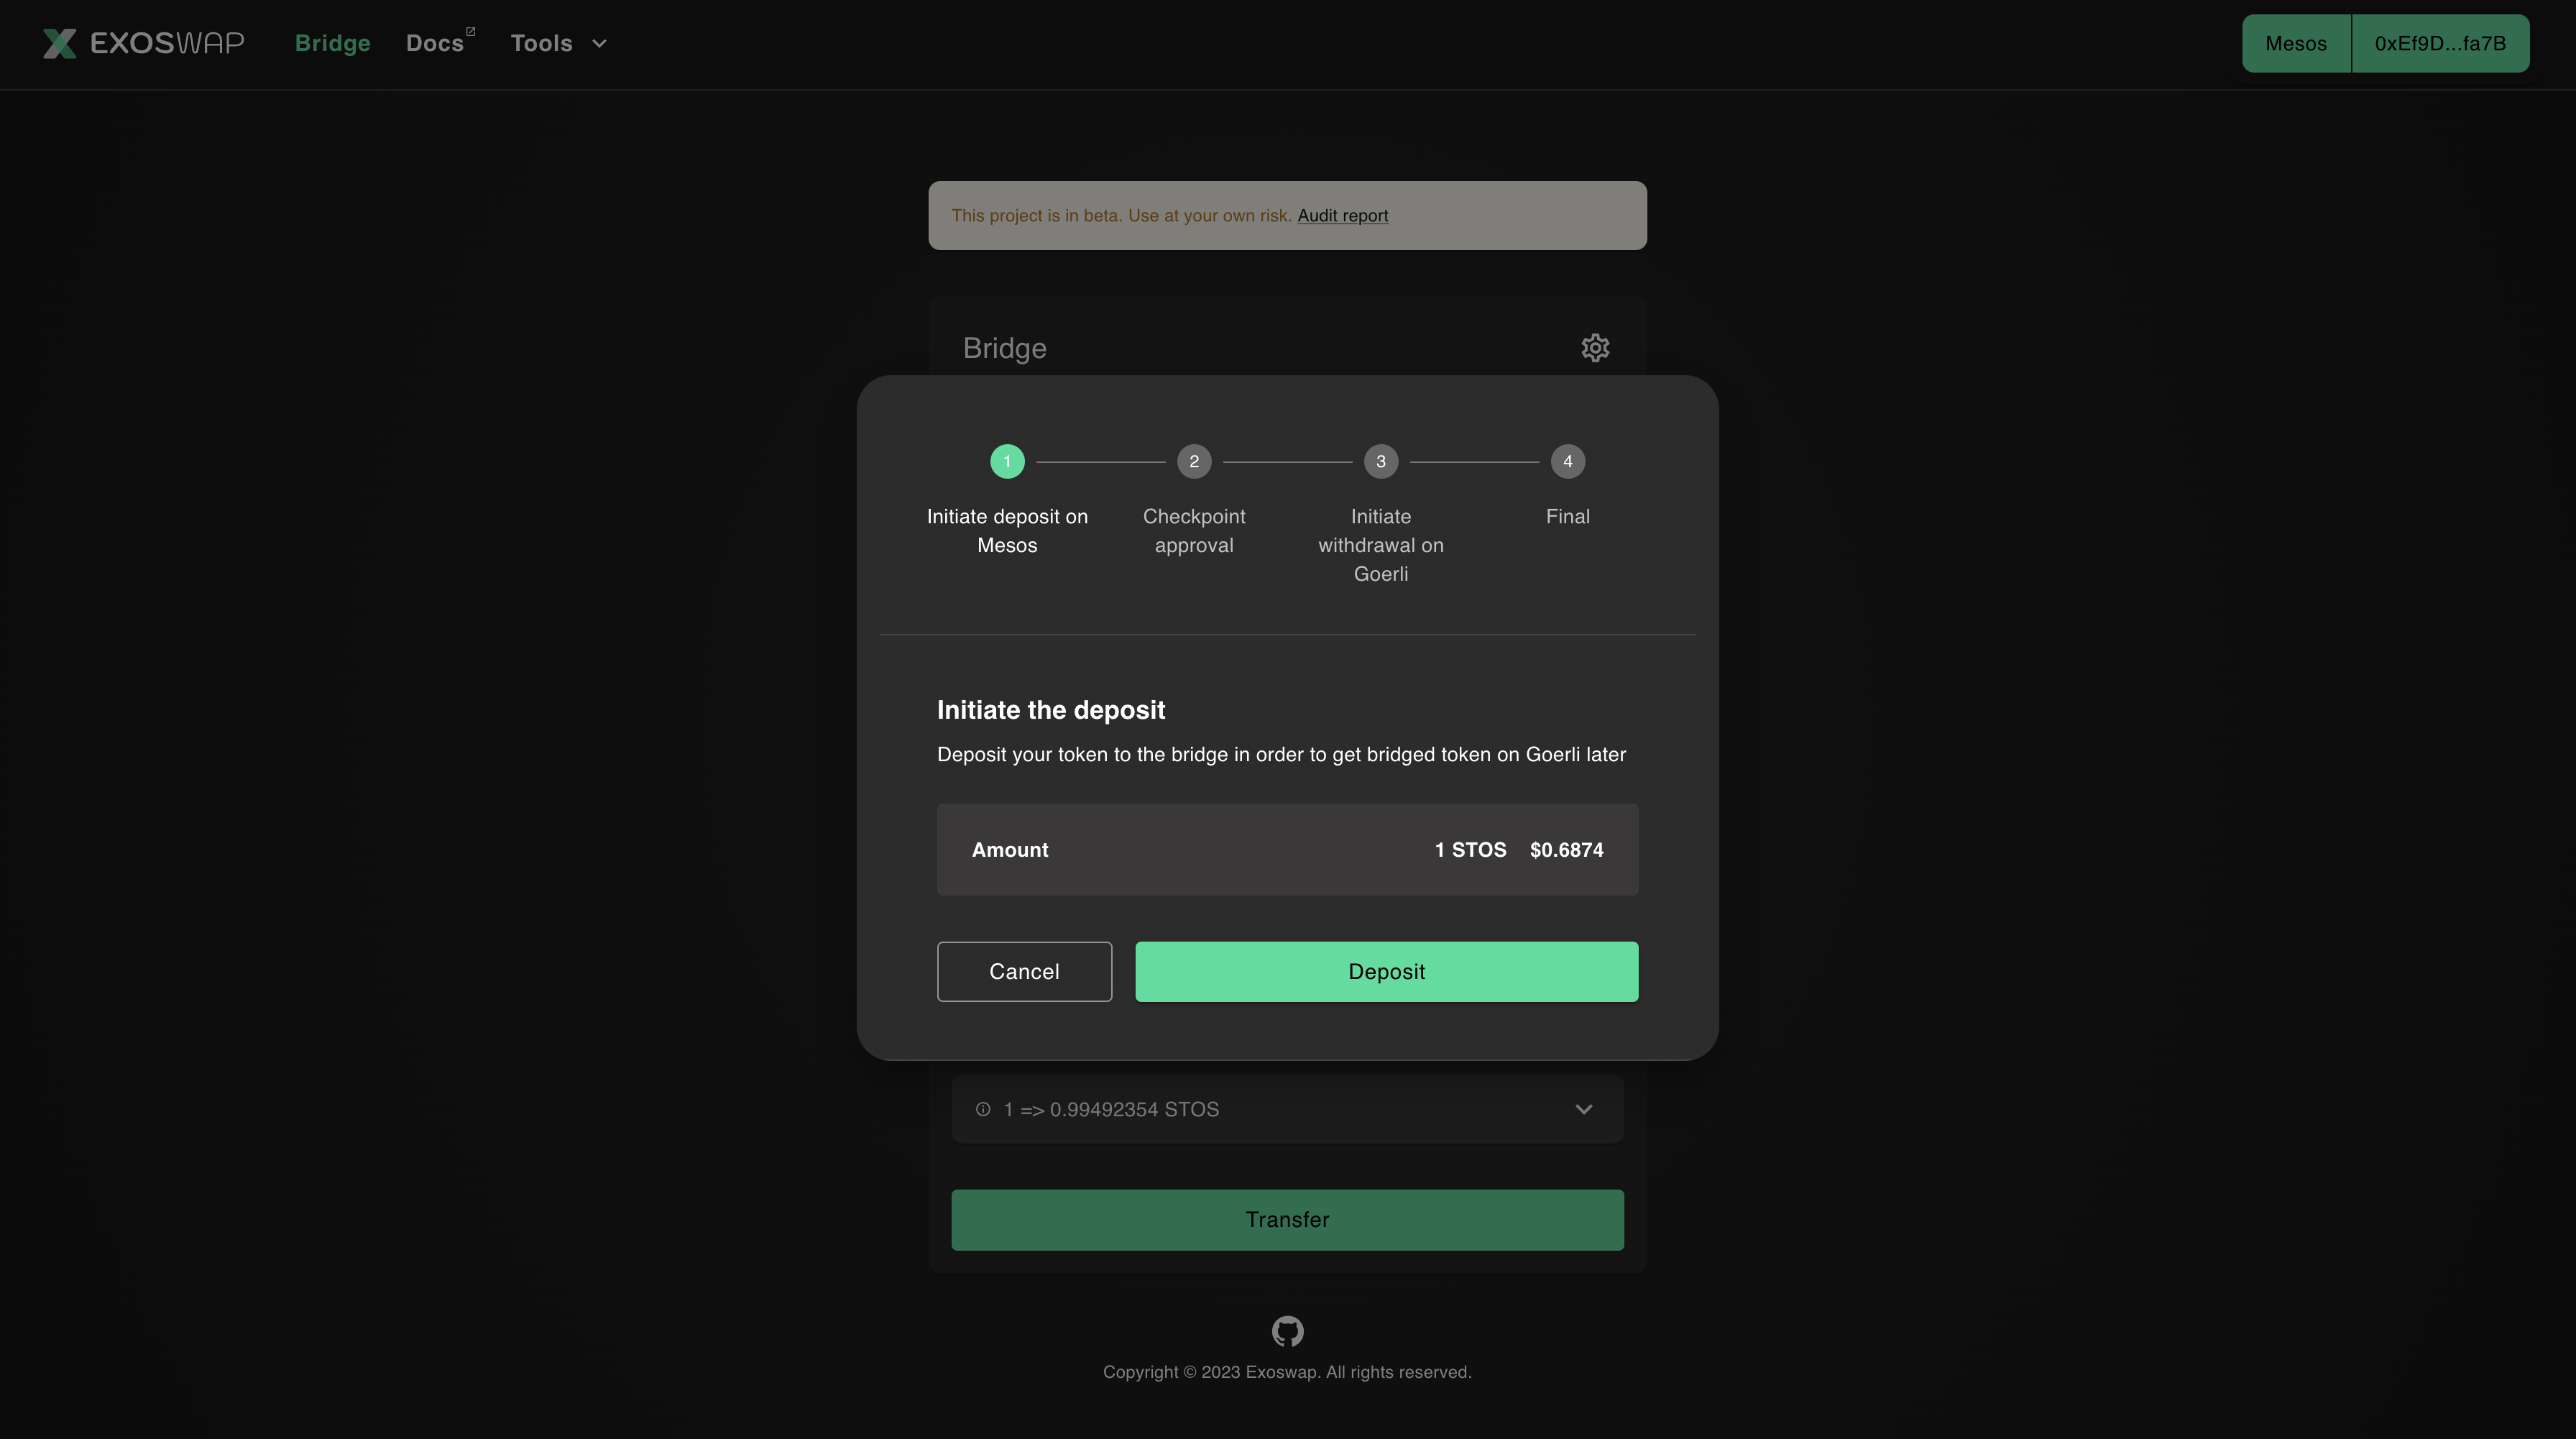 EXOSWAP
Bridge
Docs
Tools
Mesos
0xEf9D...fa7B
This project is in beta. Use at your own risk. Audit report
Bridge
1
2
3
4
Initiate deposit on
Mesos
Checkpoint
approval
Initiate
withdrawal on
Goerli
Final
Initiate the deposit
Deposit your token to the bridge in order to get bridged token on Goerli later
Amount
1 STOS $0.6874
Cancel
Deposit
1 => 0.99492354 STOS
Transfer
Copyright © 2023 Exoswap. All rights reserved.